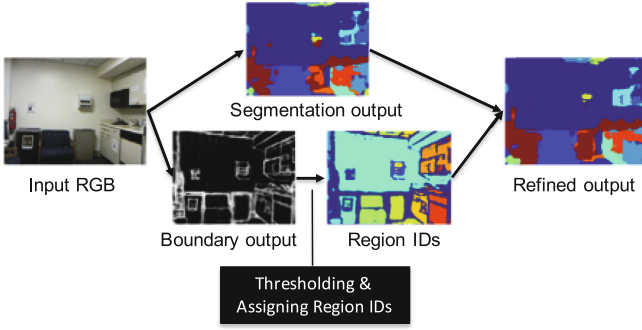 Segmentation output
Input RGB
Boundary output
Region IDs
Refined output
Thresholding &
Assigning Region IDs